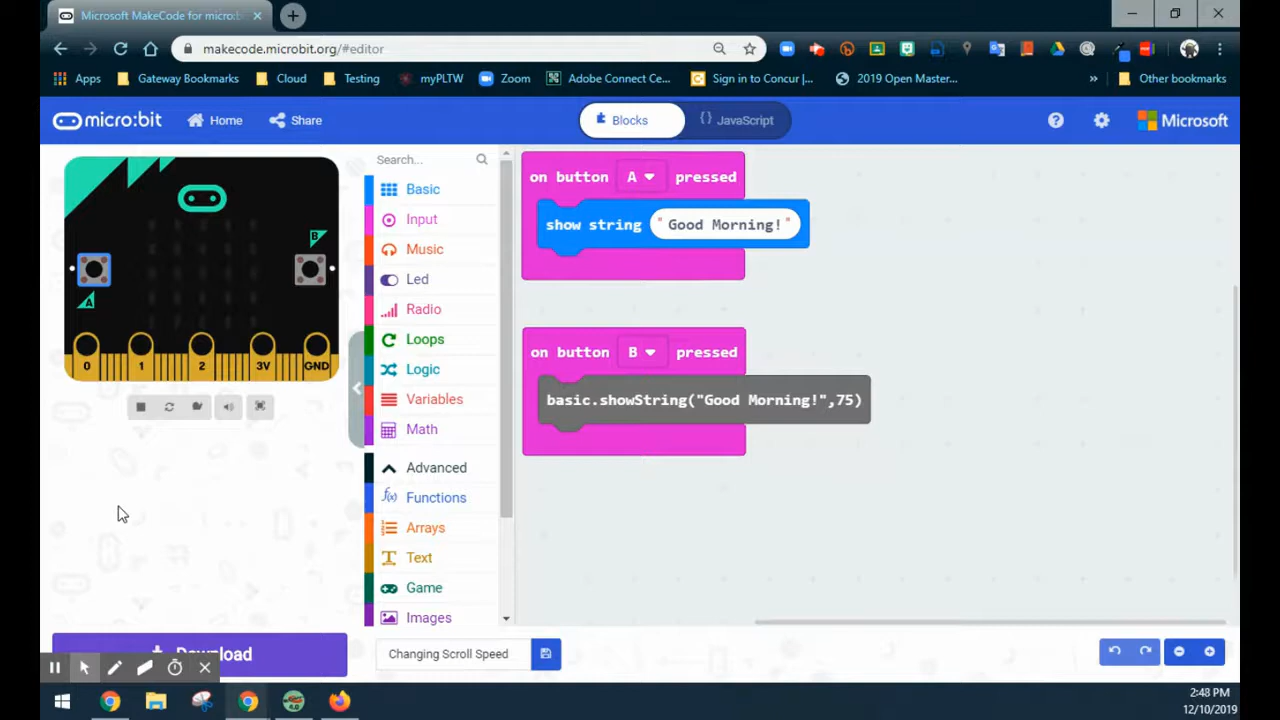 Microsoft MakeCode for micro:b
makecode.microbit.org/#editor
Apps
Gateway Bookmarks
Cloud
Testing
myPLTW
Zoom
Adobe Connect Ce...
Sign in to Concur |...
2019 Open Master...
»
Other bookmarks
micro:bit
Home
Share
Blocks
{} JavaScript
Microsoft
Search...
Basic
Input
Music
Led
Radio
Loops
Logic
Variables
Math
Advanced
Functions
Arrays
Text
Game
Images
A
B
0 1 2 3V GND
on button A pressed
show string "Good Morning!"
on button B pressed
basic.showString("Good Morning!",75)
Download
Changing Scroll Speed
2:48 PM
12/10/2019